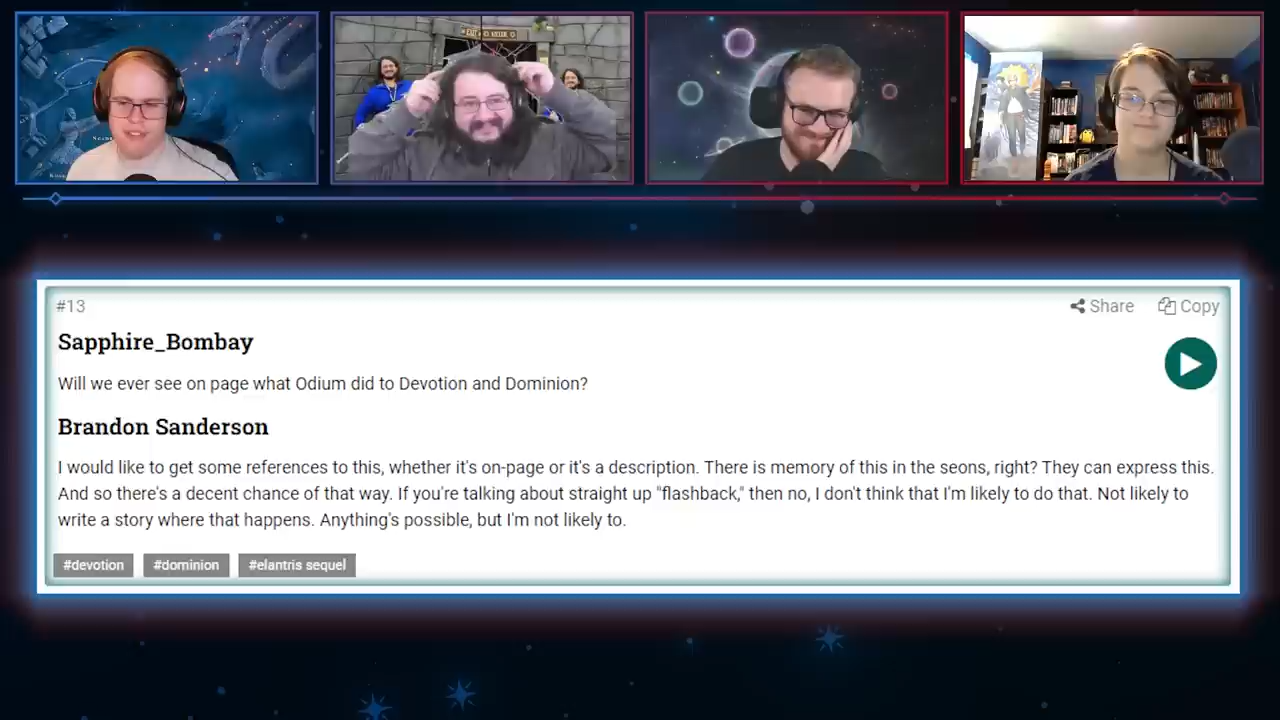 #13
Share Copy
Sapphire_Bombay
Will we ever see on page what Odium did to Devotion and Dominion?
Brandon Sanderson
I would like to get some references to this, whether it's on-page or it's a description. There is memory of this in the seons, right? They can express this.
And so there's a decent chance of that way. If you're talking about straight up "flashback," then no, I don't think that I'm likely to do that. Not likely to
write a story where that happens. Anything's possible, but I'm not likely to.
#devotion #dominion #elantris sequel